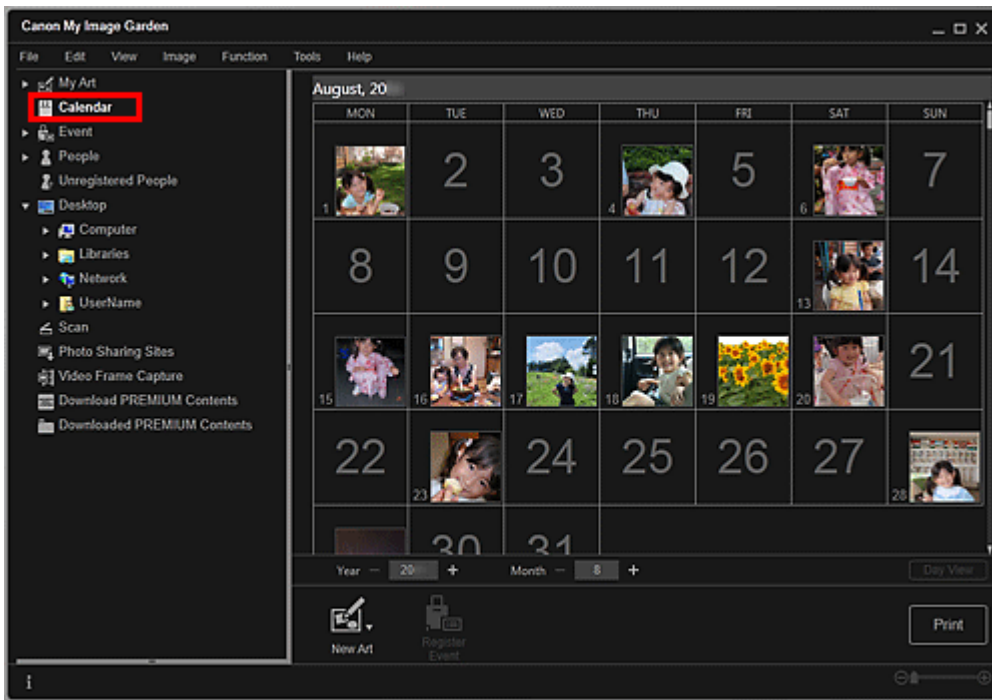 Canon My Image Garden
File Edit View Image Function Tools Help
My Art
Calendar
Event
People
Unregistered People
Desktop
Computer
Libraries
Network
UserName
Scan
Photo Sharing Sites
Video Frame Capture
Download PREMIUM Contents
Downloaded PREMIUM Contents
August, 20
MON TUE WED THU FRI SAT SUN
1 2 3 4 5 6 7
8 9 10 11 12 13 14
15 16 17 18 19 20 21
22 23 24 25 26 27 28
30 31
Year − 20 + Month − 8 + Day View
New Art
Register
Event
Print